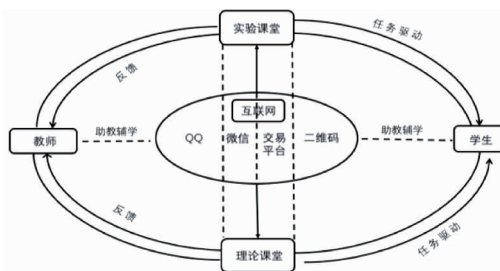 实验课堂
任务驱动
反馈
互联网
教师
助教辅学
QQ
微信
交易
平台
二维码
助教辅学
学生
反馈
任务驱动
理论课堂